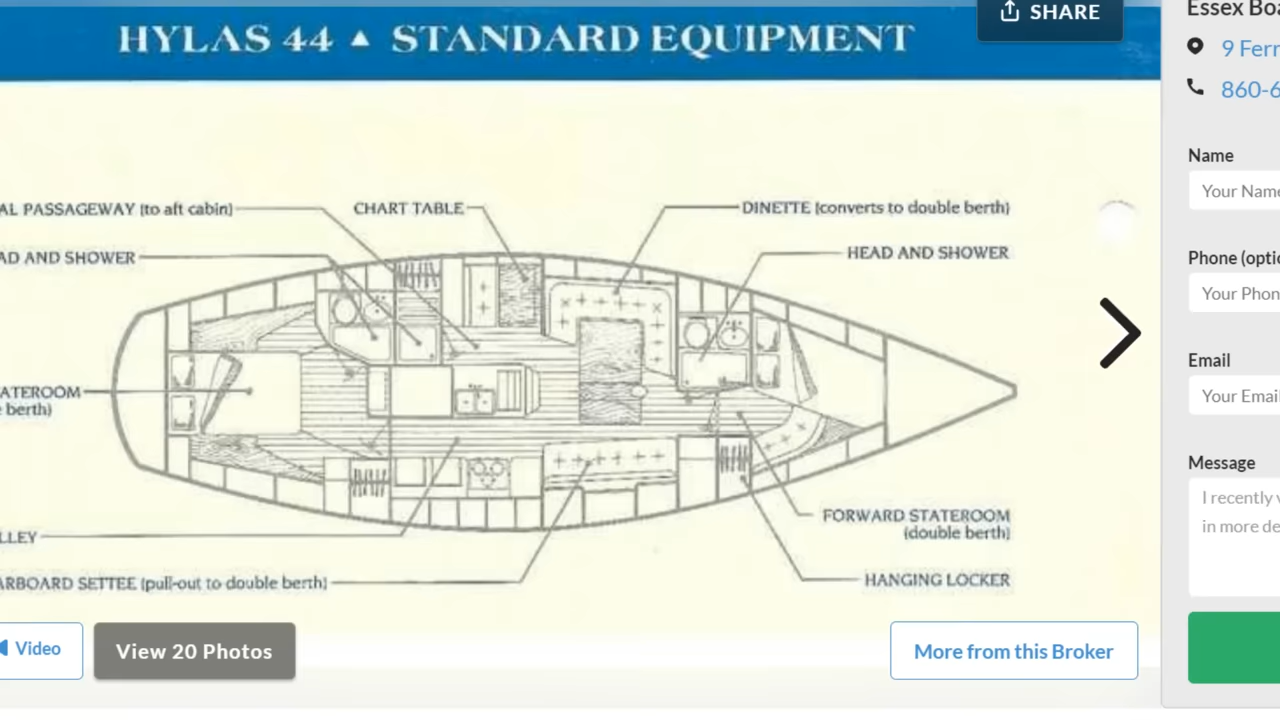 HYLAS 44 ▲ STANDARD EQUIPMENT
SHARE
Essex Boa
9 Ferr
860-6
Name
Your Name
Phone (optio
Your Phon
Email
Your Email
Message
I recently v
in more de
AL PASSAGEWAY (to aft cabin)
CHART TABLE
DINETTE (converts to double berth)
AD AND SHOWER
HEAD AND SHOWER
ATEROOM
berth)
FORWARD STATEROOM
(double berth)
LLEY
ARBOARD SETTEE (pull-out to double berth)
HANGING LOCKER
Video
View 20 Photos
More from this Broker